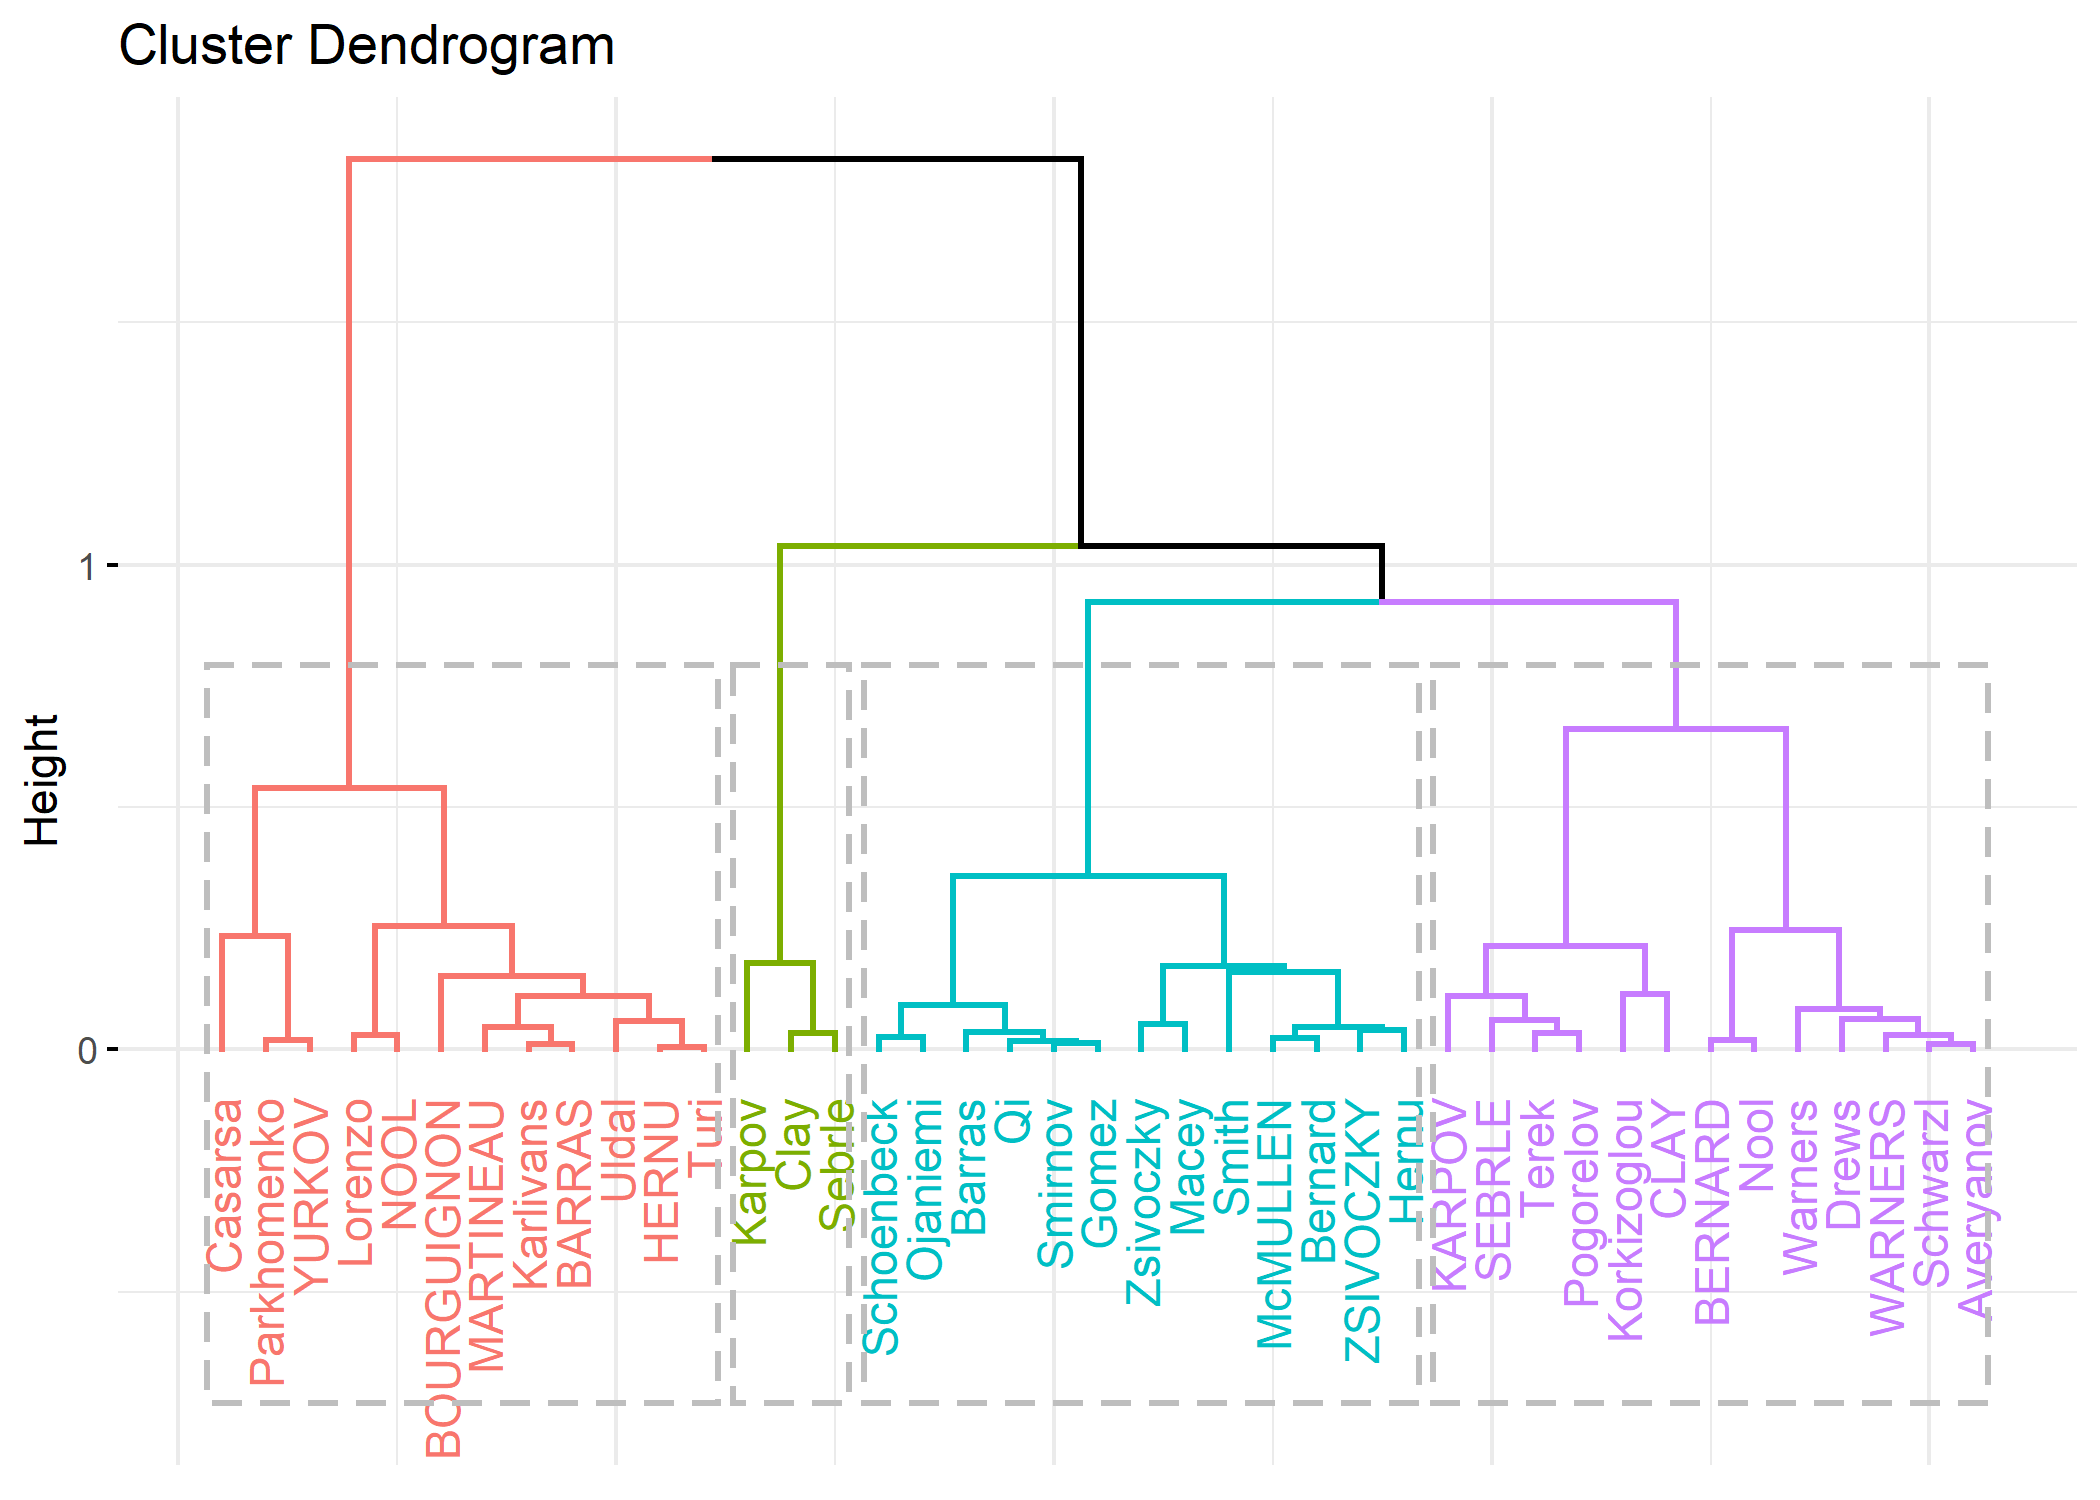 Cluster Dendrogram
Height
1
0
Casarsa
Parkhomenko
YURKOV
Lorenzo
NOOL
BOURGUIGNON
MARTINEAU
Karlivans
BARRAS
Uldal
HERNU
Turi
Karpov
Clay
Sebrle
Schoenbeck
Ojaniemi
Barras
Qi
Smirnov
Gomez
Zsivoczky
Macey
Smith
McMULLEN
Bernard
ZSIVOCZKY
Hernu
KARPOV
SEBRLE
Terek
Pogorelov
Korkizoglou
CLAY
BERNARD
Nool
Warners
Drews
WARNERS
Schwarzl
Averyanov